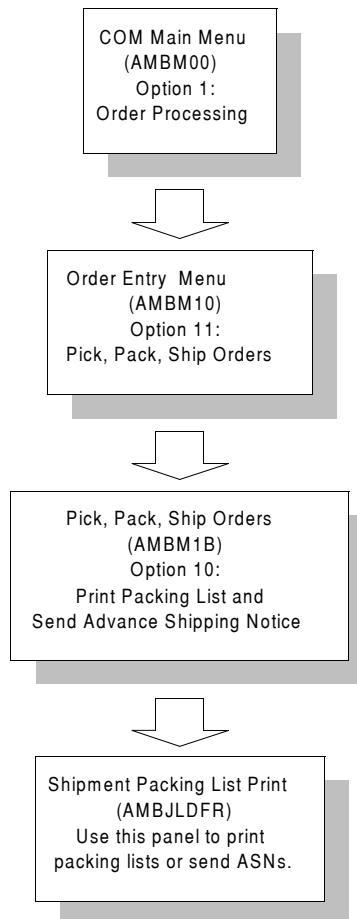 COM Main Menu
(AMBM00)
Option 1:
Order Processing
Order Entry Menu
(AMBM10)
Option 11:
Pick, Pack, Ship Orders
Pick, Pack, Ship Orders
(AMBM1B)
Option 10:
Print Packing List and
Send Advance Shipping Notice
Shipment Packing List Print
(AMBJLDFR)
Use this panel to print
packing lists or send ASNs.